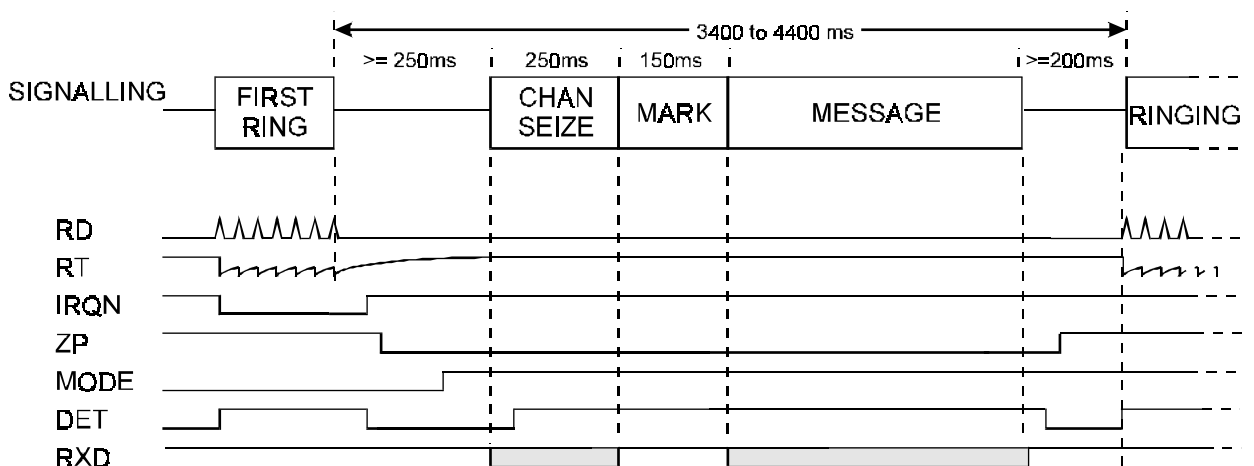 3400 to 4400 ms
>= 250ms 250ms 150ms >=200ms
SIGNALLING FIRST RING CHAN SEIZE MARK MESSAGE RINGING
RD
RT
IRQN
ZP
MODE
DET
RXD